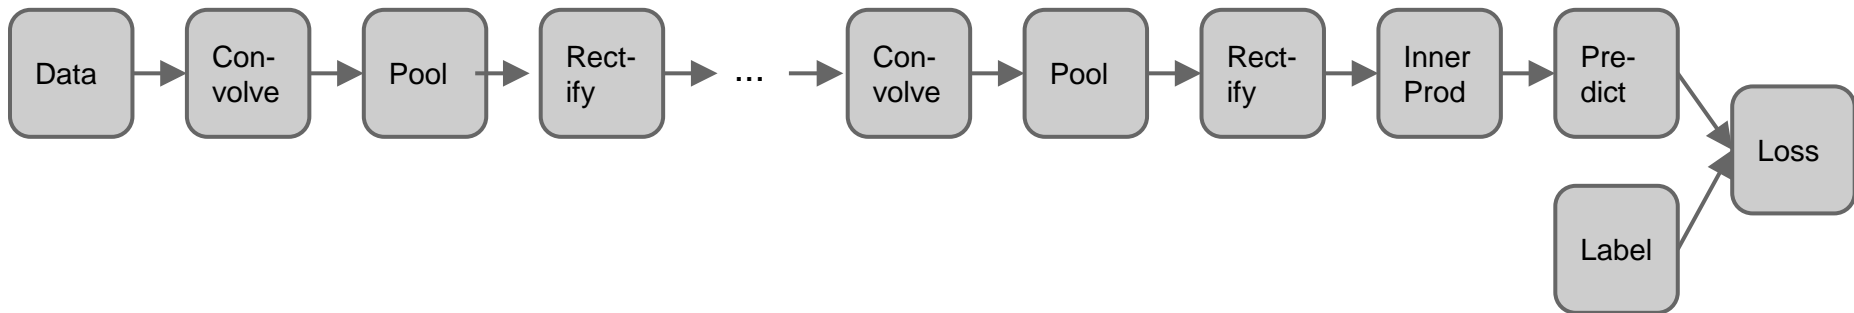 Data
Con-
volve
Pool
Rect-
ify
...
Con-
volve
Pool
Rect-
ify
Inner
Prod
Pre-
dict
Loss
Label